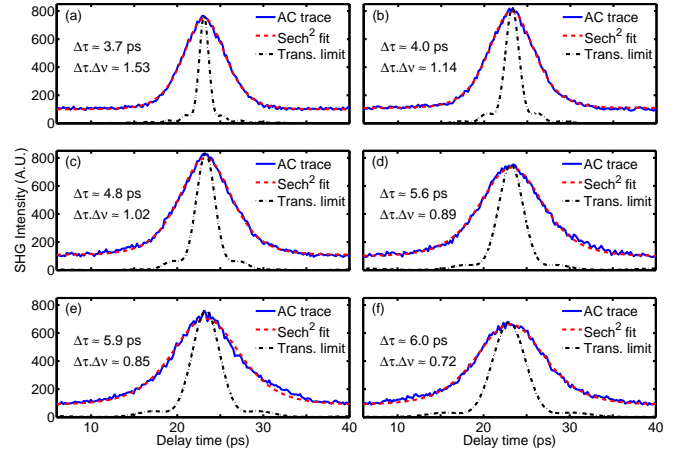 (a)
Δτ ≈ 3.7 ps
Δτ.Δν ≈ 1.53
AC trace
Sech² fit
Trans. limit
800
600
400
200
0
(b)
Δτ ≈ 4.0 ps
Δτ.Δν ≈ 1.14
AC trace
Sech² fit
Trans. limit
(c)
Δτ ≈ 4.8 ps
Δτ.Δν ≈ 1.02
AC trace
Sech² fit
Trans. limit
SHG Intensity (A.U.)
800
600
400
200
0
(d)
Δτ ≈ 5.6 ps
Δτ.Δν ≈ 0.89
AC trace
Sech² fit
Trans. limit
(e)
Δτ ≈ 5.9 ps
Δτ.Δν ≈ 0.85
AC trace
Sech² fit
Trans. limit
800
600
400
200
0
10 20 30 40
Delay time (ps)
(f)
Δτ ≈ 6.0 ps
Δτ.Δν ≈ 0.72
AC trace
Sech² fit
Trans. limit
10 20 30 40
Delay time (ps)